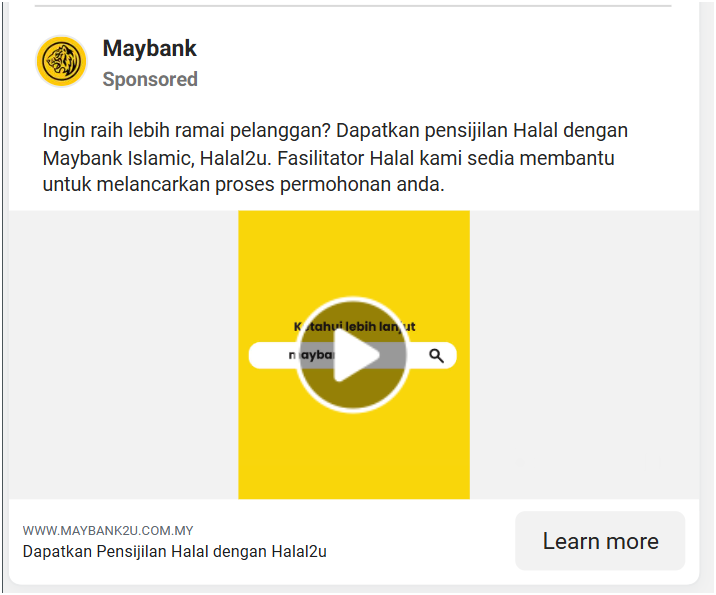 Maybank
Sponsored
Ingin raih lebih ramai pelanggan? Dapatkan pensijilan Halal dengan
Maybank Islamic, Halal2u. Fasilitator Halal kami sedia membantu
untuk melancarkan proses permohonan anda.
Ketahui lebih lanjut
WWW.MAYBANK2U.COM.MY
Dapatkan Pensijilan Halal dengan Halal2u
Learn more